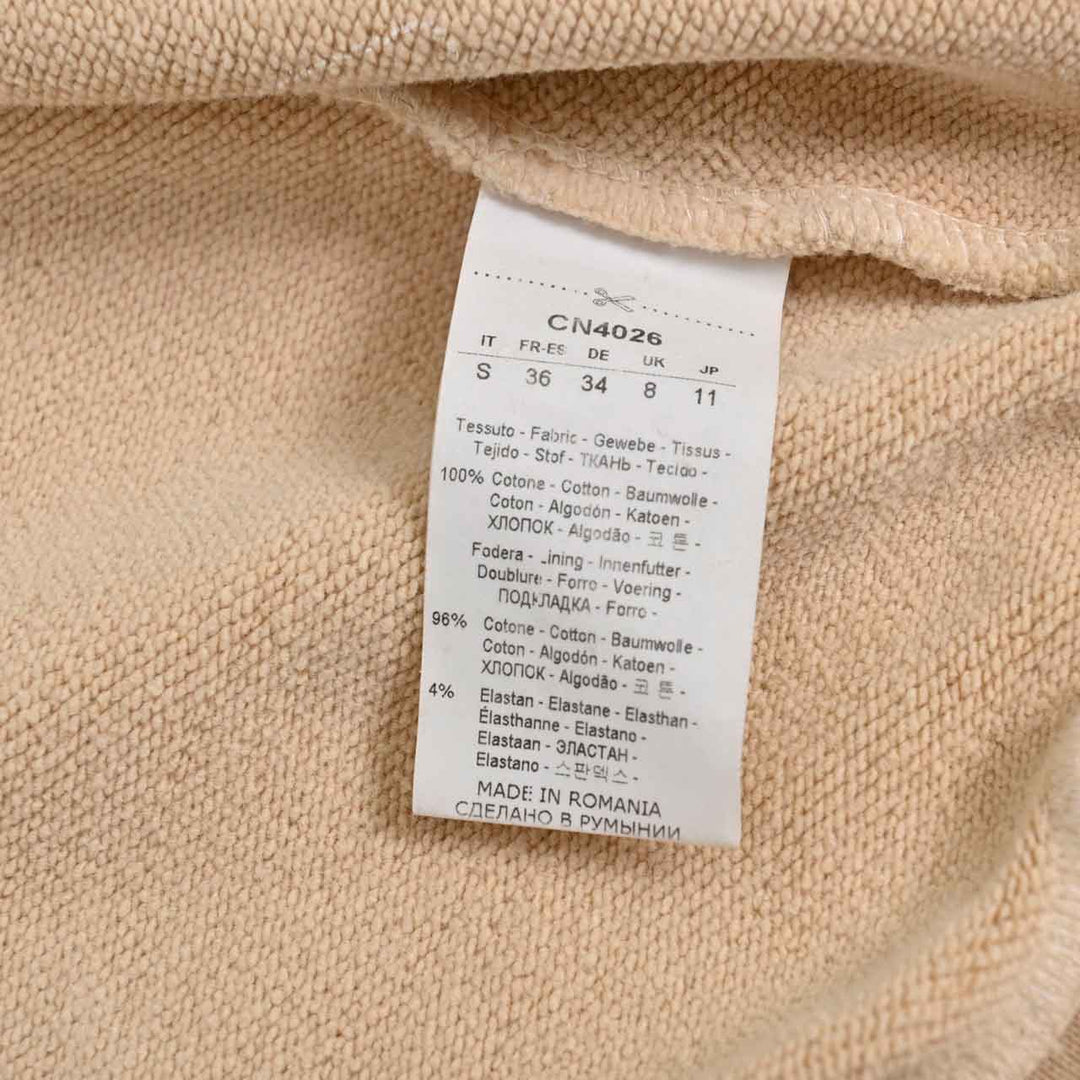 CN4026
IT FR-ES DE UK JP
S 36 34 8 11
Tessuto - Fabric - Gewebe - Tissus -
Tejido - Stof - ТКАНЬ - Tecido -
100% Cotone - Cotton - Baumwolle -
Coton - Algodón - Katoen -
ХЛОПОК - Algodão - 코튼 -
Fodera - Lining - Innenfutter -
Doublure - Forro - Voering -
ПОДКЛАДКА - Forro -
96% Cotone - Cotton - Baumwolle -
Coton - Algodón - Katoen -
ХЛОПОК - Algodão - 코튼 -
4% Elastan - Elastane - Elasthan -
Élasthanne - Elastano -
Elastaan - ЭЛАСТАН -
Elastano - 스판덱스 -
MADE IN ROMANIA
СДЕЛАНО В РУМЫНИИ